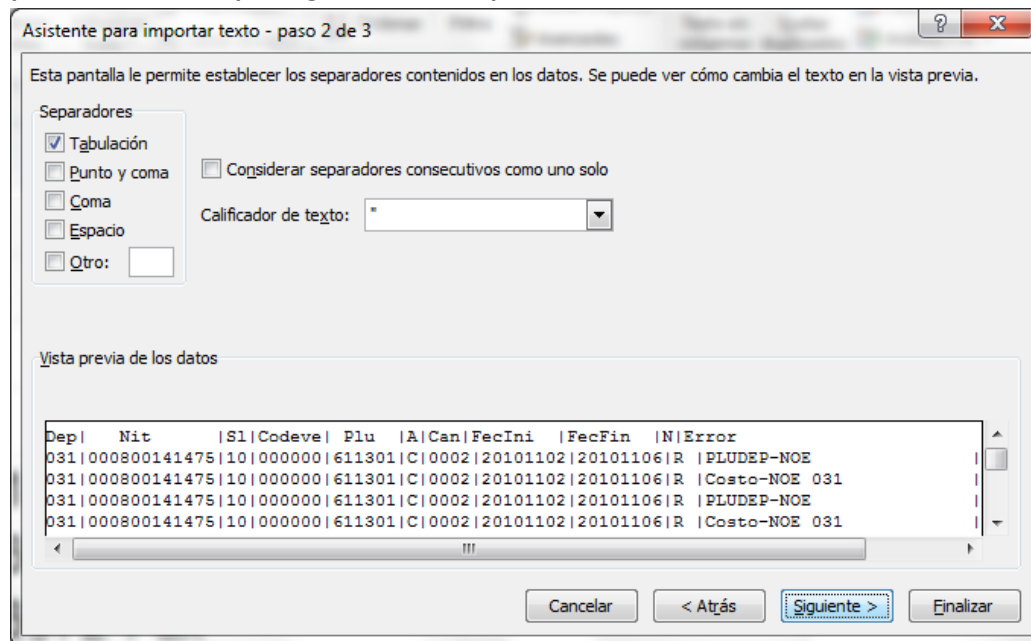 Asistente para importar texto - paso 2 de 3
Esta pantalla le permite establecer los separadores contenidos en los datos. Se puede ver cómo cambia el texto en la vista previa.
Separadores
Tabulación
Punto y coma
Coma
Espacio
Otro:
Considerar separadores consecutivos como uno solo
Calificador de texto: "
Vista previa de los datos
Dep|   Nit      |Sl|Codeve| Plu  |A|Can|FecIni  |FecFin  |N|Error
031|000800141475|10|000000|611301|C|0002|20101102|20101106|R |PLUDEP-NOE                |
031|000800141475|10|000000|611301|C|0002|20101102|20101106|R |Costo-NOE 031             |
031|000800141475|10|000000|611301|C|0002|20101102|20101106|R |PLUDEP-NOE                |
031|000800141475|10|000000|611301|C|0002|20101102|20101106|R |Costo-NOE 031             |
Cancelar < Atrás Siguiente > Finalizar